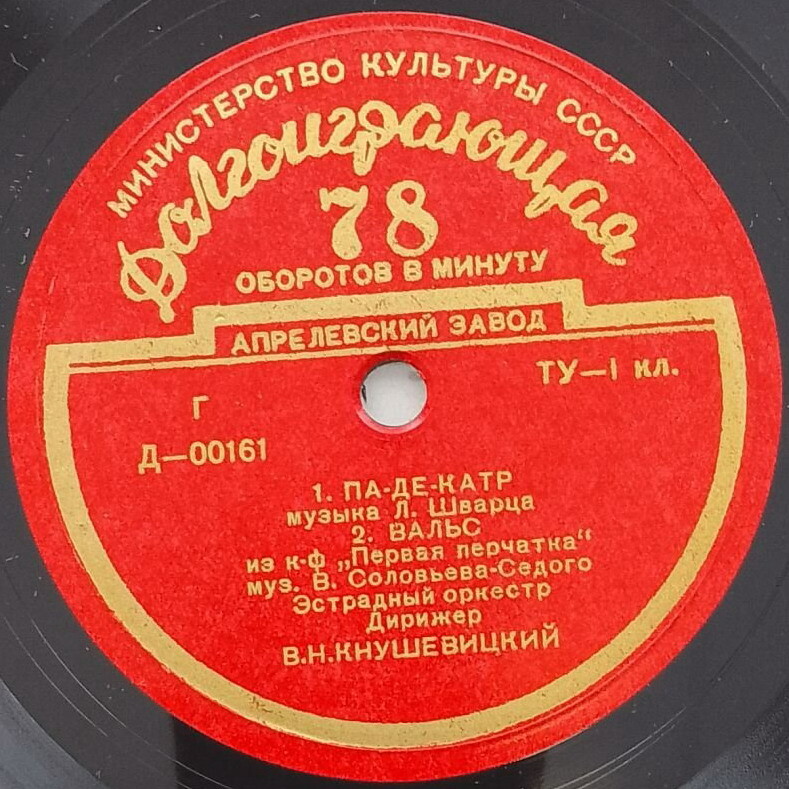 МИНИСТЕРСТВО КУЛЬТУРЫ СССР
Долгоиграющая
78
ОБОРОТОВ В МИНУТУ
АПРЕЛЕВСКИЙ ЗАВОД
ТУ—I кл.
Г
Д—00161
1. ПА-ДЕ-КАТР
музыка Л. Шварца
2. ВАЛЬС
из к-ф „Первая перчатка“
муз. В. Соловьева-Седого
Эстрадный оркестр
Дирижер
В.Н.КНУШЕВИЦКИЙ